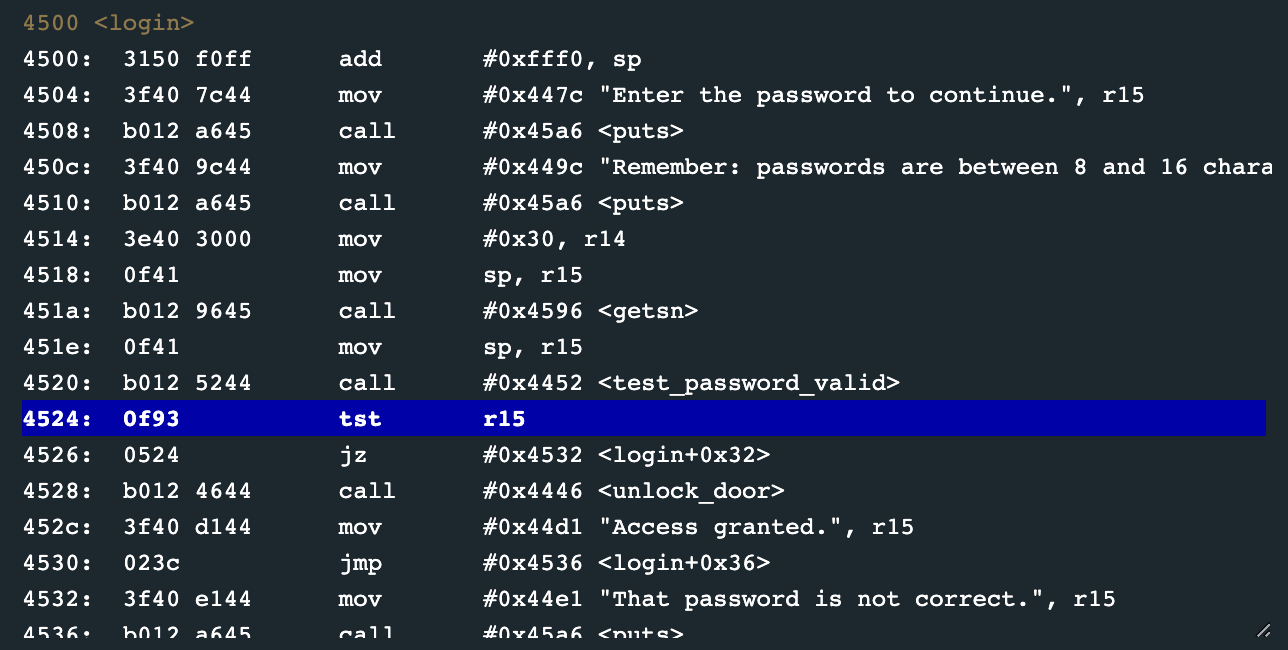 4500 <login>
4500: 3150 f0ff add #0xfff0, sp
4504: 3f40 7c44 mov #0x447c "Enter the password to continue.", r15
4508: b012 a645 call #0x45a6 <puts>
450c: 3f40 9c44 mov #0x449c "Remember: passwords are between 8 and 16 chara
4510: b012 a645 call #0x45a6 <puts>
4514: 3e40 3000 mov #0x30, r14
4518: 0f41 mov sp, r15
451a: b012 9645 call #0x4596 <getsn>
451e: 0f41 mov sp, r15
4520: b012 5244 call #0x4452 <test_password_valid>
4524: 0f93 tst r15
4526: 0524 jz #0x4532 <login+0x32>
4528: b012 4644 call #0x4446 <unlock_door>
452c: 3f40 d144 mov #0x44d1 "Access granted.", r15
4530: 023c jmp #0x4536 <login+0x36>
4532: 3f40 e144 mov #0x44e1 "That password is not correct.", r15
4536: b012 a645 call #0x45a6 <puts>